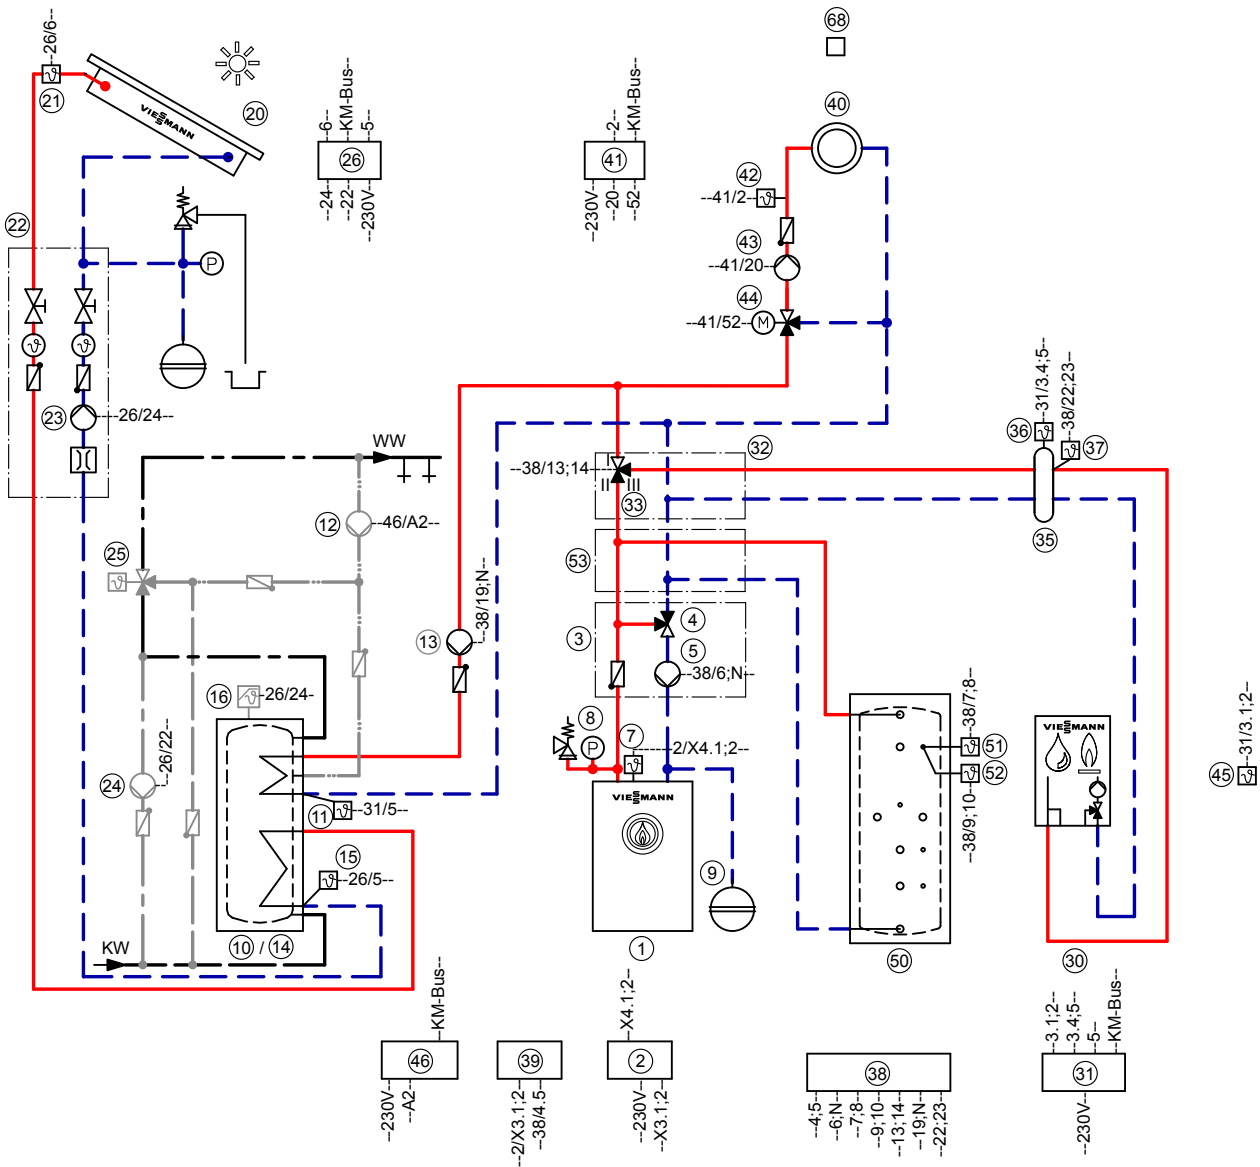 68
--26/6--
21
20
VIESMANN
--6--
KM-Bus--
--5--
26
--24--
--22--
--230V--
--2--
KM-Bus--
41
--230V--
--20--
--52--
40
42
--41/2--
43
--41/20--
44
--41/52--
M
22
P
23
--26/24--
WW
12
--46/A2--
25
13
--38/19;N--
32
--38/13;14--
I
II
III
33
53
3
4
5
--38/6;N--
36
--31/3.4;5--
--38/22;23--
37
35
16
--26/24-
--26/22--
24
8
P
7
--2/X4.1;2--
VIESMANN
11
--31/5--
15
--26/5--
10 / 14
KW
9
1
--38/7;8--
51
52
--38/9;10--
50
VIESMANN
30
--31/3.1;2--
45
KM-Bus--
46
--230V--
--A2--
39
--2/X3.1;2
--38/4.5
X4.1;2--
2
--230V--
--X3.1;2--
38
--4;5
--6;N
--7;8
--9;10
--13;14
--19;N
--22;23
3.1;2--
3.4;5--
5--
KM-Bus--
31
--230V--